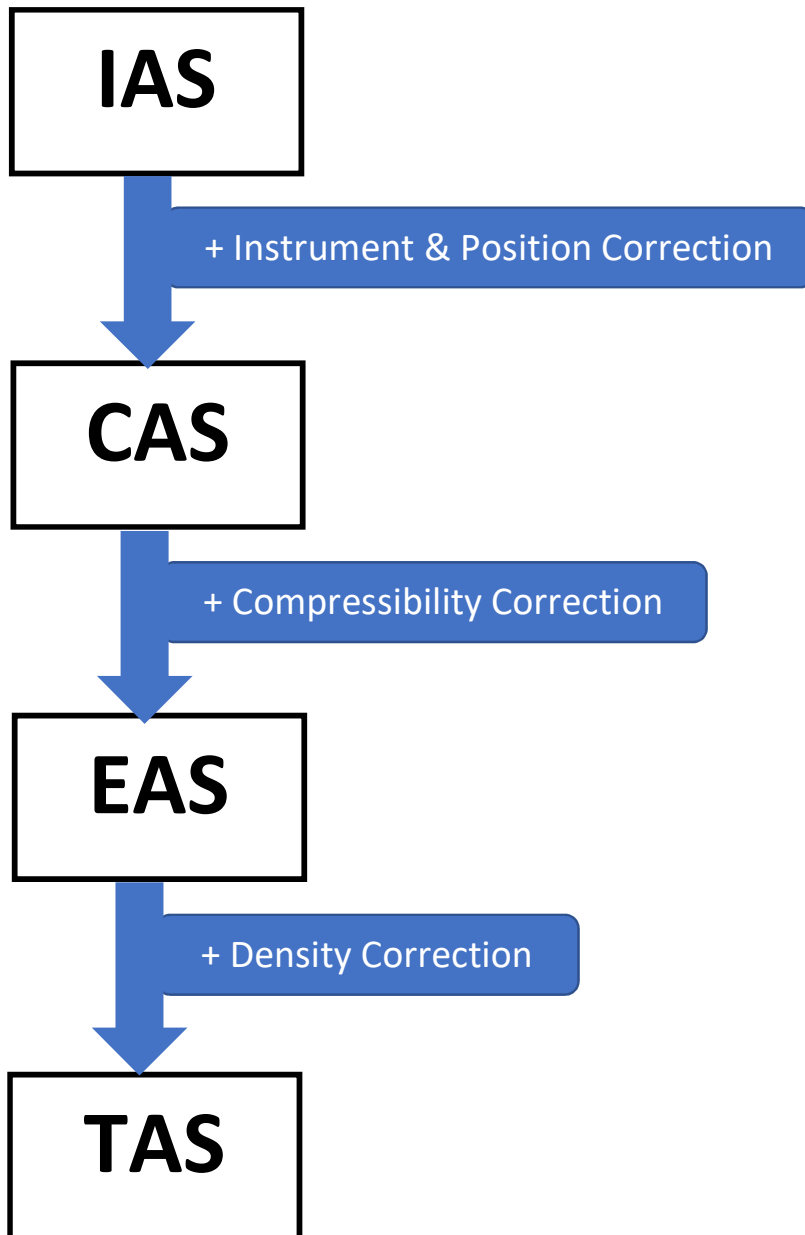 IAS
+ Instrument & Position Correction
CAS
+ Compressibility Correction
EAS
+ Density Correction
TAS